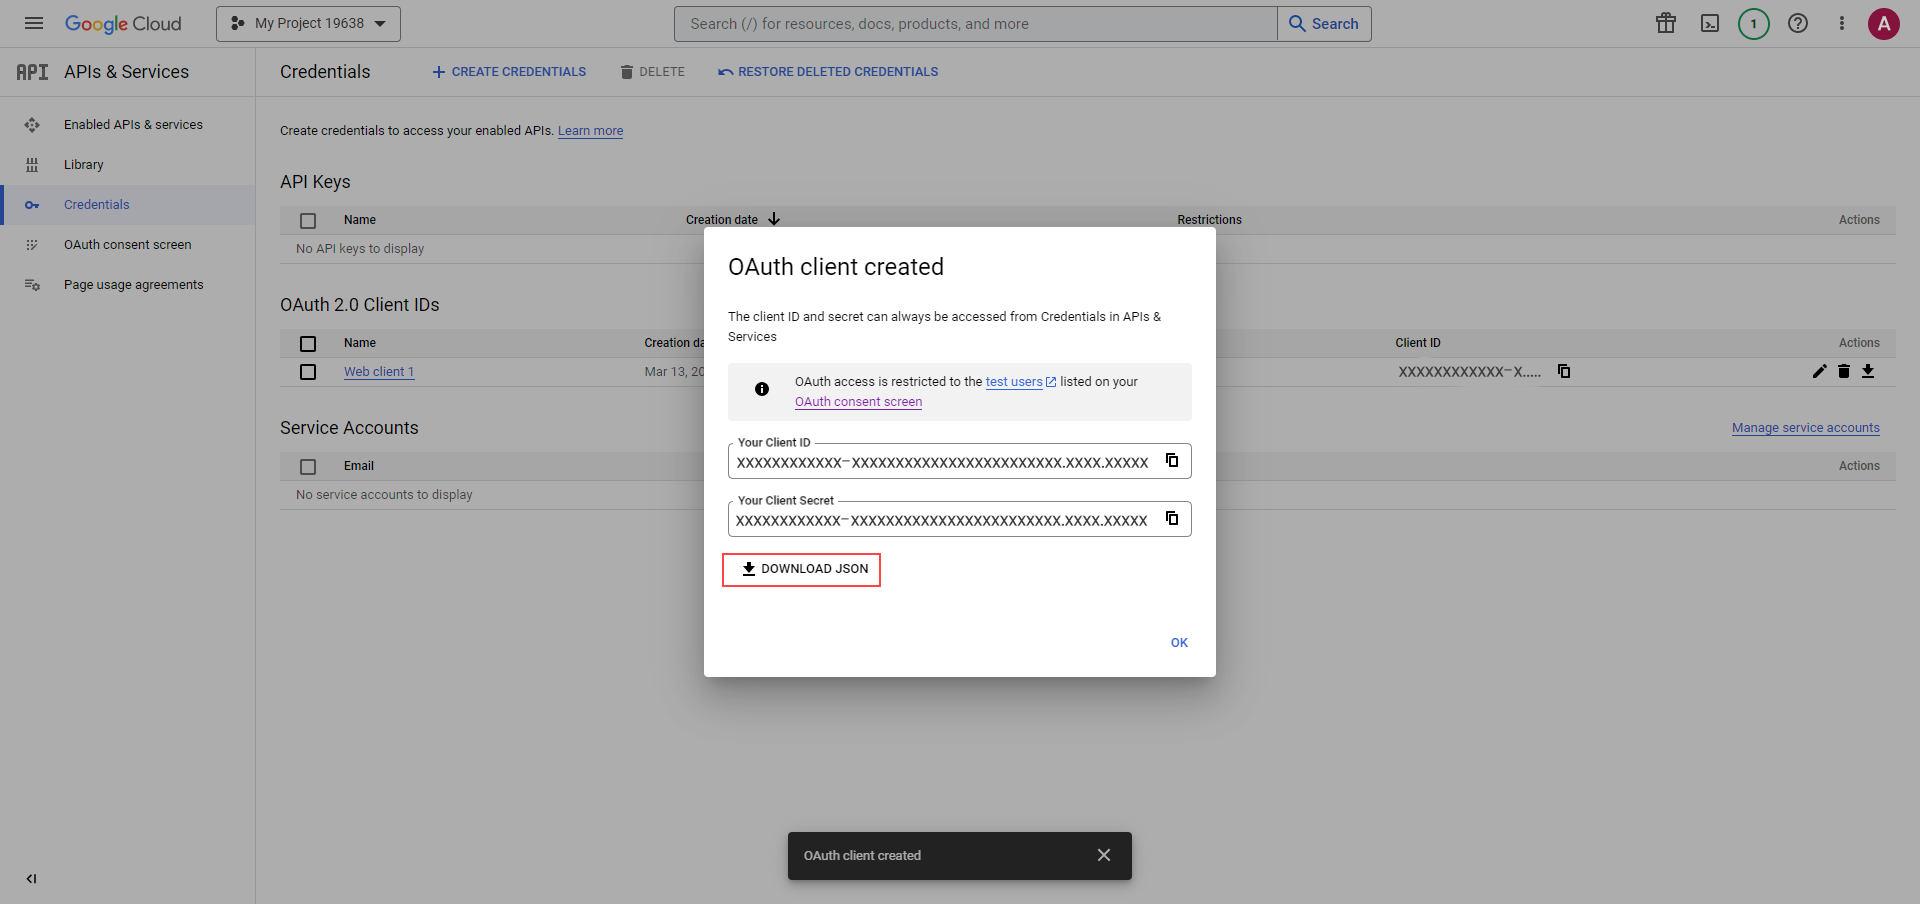 Google Cloud
My Project 19638
Search (/) for resources, docs, products, and more
Search
1
A
API
APIs & Services
Credentials
CREATE CREDENTIALS
DELETE
RESTORE DELETED CREDENTIALS
Enabled APIs & services
Library
Credentials
OAuth consent screen
Page usage agreements
Create credentials to access your enabled APIs. Learn more
API Keys
Name
Creation date
Restrictions
Actions
No API keys to display
OAuth 2.0 Client IDs
Name
Creation da
Client ID
Actions
Web client 1
Mar 13, 20
XXXXXXXXXXXX–X.....
Service Accounts
Manage service accounts
Email
Actions
No service accounts to display
OAuth client created
The client ID and secret can always be accessed from Credentials in APIs &
Services
OAuth access is restricted to the test users listed on your
OAuth consent screen
Your Client ID
XXXXXXXXXXXX–XXXXXXXXXXXXXXXXXXXXXXXX.XXXX.XXXXX
Your Client Secret
XXXXXXXXXXXX–XXXXXXXXXXXXXXXXXXXXXXXX.XXXX.XXXXX
DOWNLOAD JSON
OK
OAuth client created